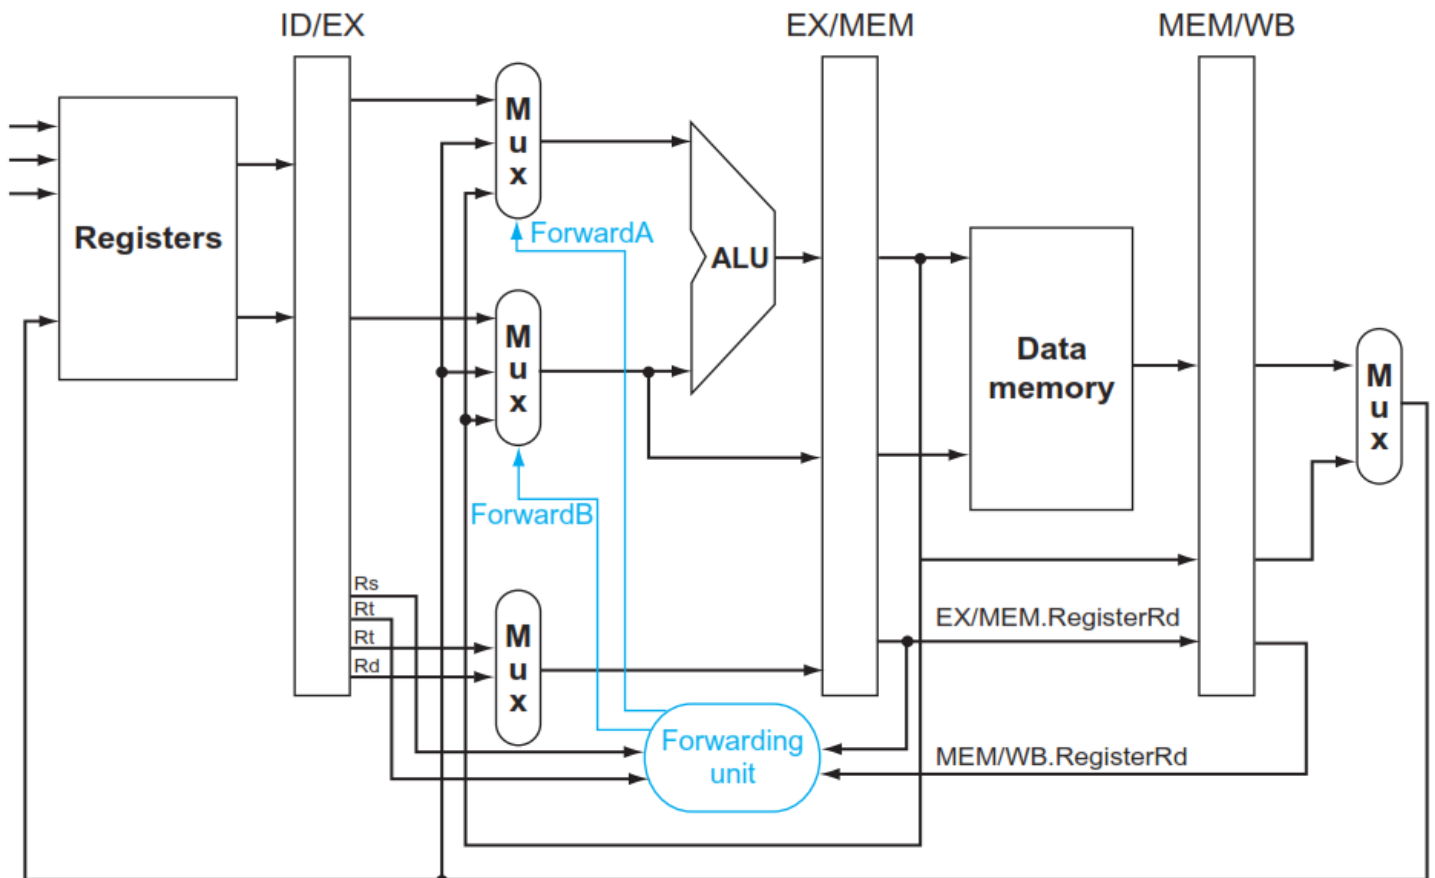 ID/EX
EX/MEM
MEM/WB
M
u
x
Registers
ForwardA
ALU
M
u
x
Data
memory
M
u
x
ForwardB
Rs
Rt
Rt
Rd
M
u
x
EX/MEM.RegisterRd
Forwarding
unit
MEM/WB.RegisterRd